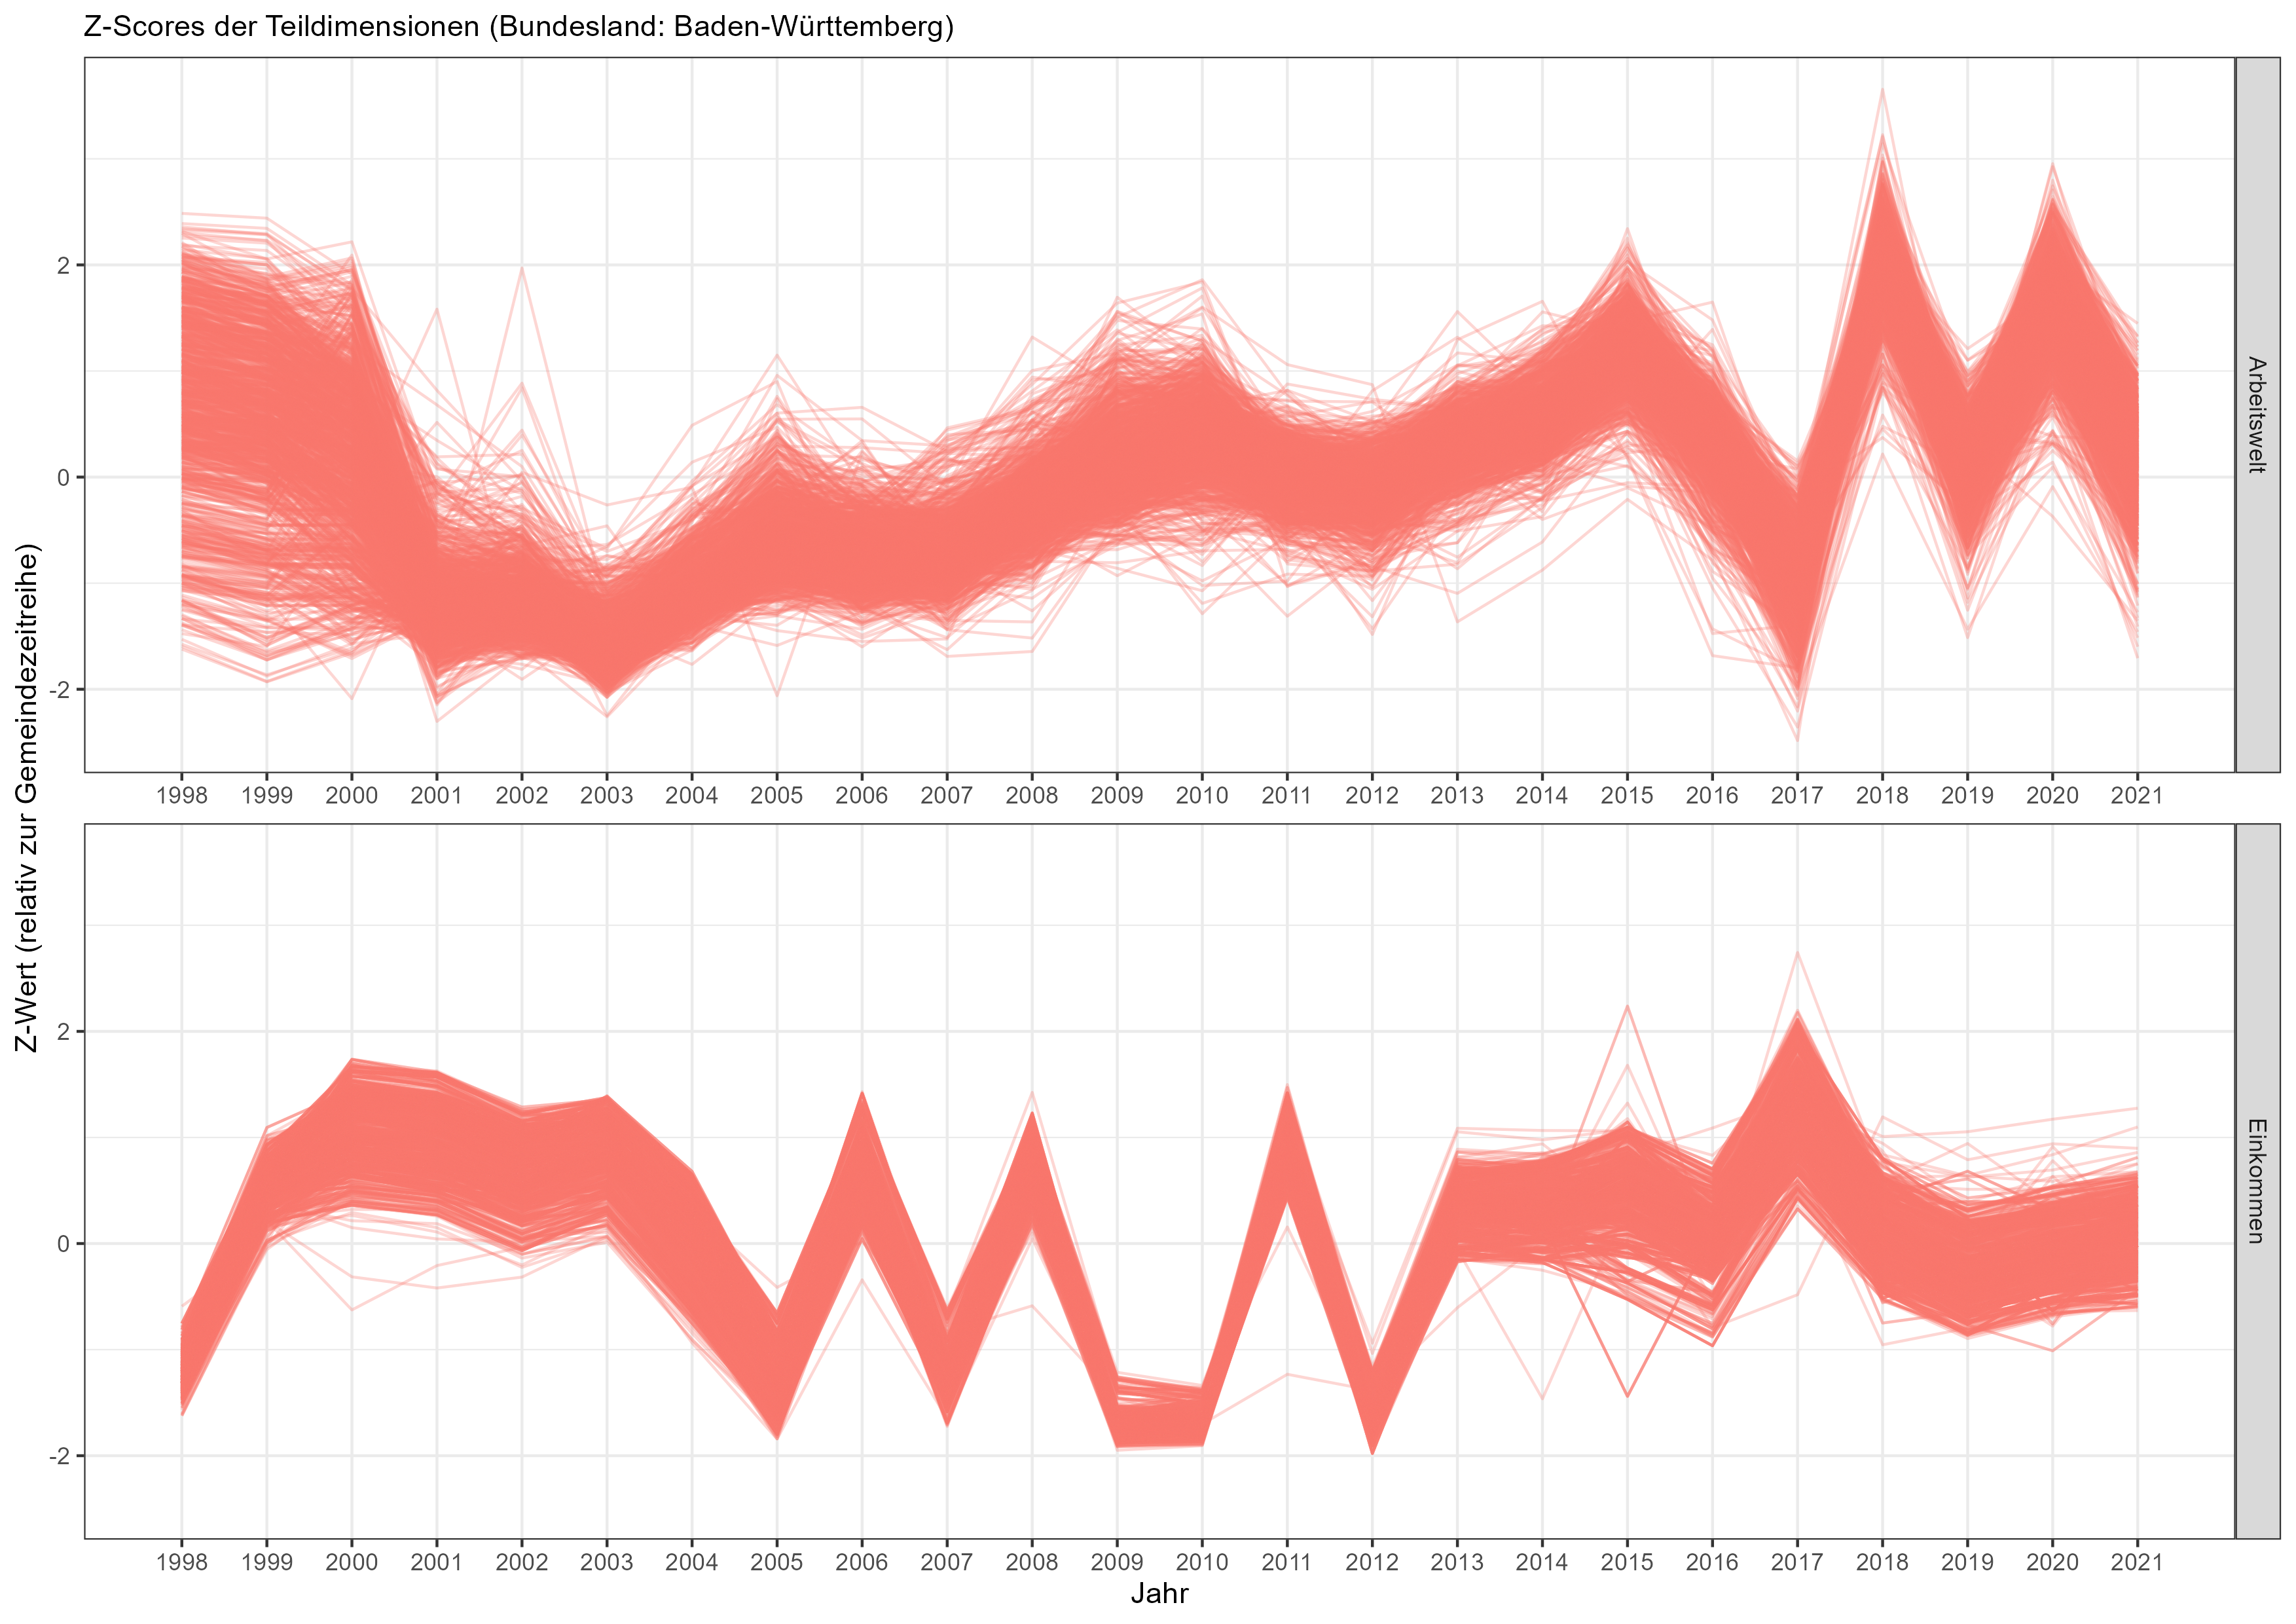 Z-Scores der Teildimensionen (Bundesland: Baden-Württemberg)
Z-Wert (relativ zur Gemeindezeitreihe)
2
0
-2
Arbeitswelt
1998 1999 2000 2001 2002 2003 2004 2005 2006 2007 2008 2009 2010 2011 2012 2013 2014 2015 2016 2017 2018 2019 2020 2021
2
0
-2
Einkommen
1998 1999 2000 2001 2002 2003 2004 2005 2006 2007 2008 2009 2010 2011 2012 2013 2014 2015 2016 2017 2018 2019 2020 2021
Jahr